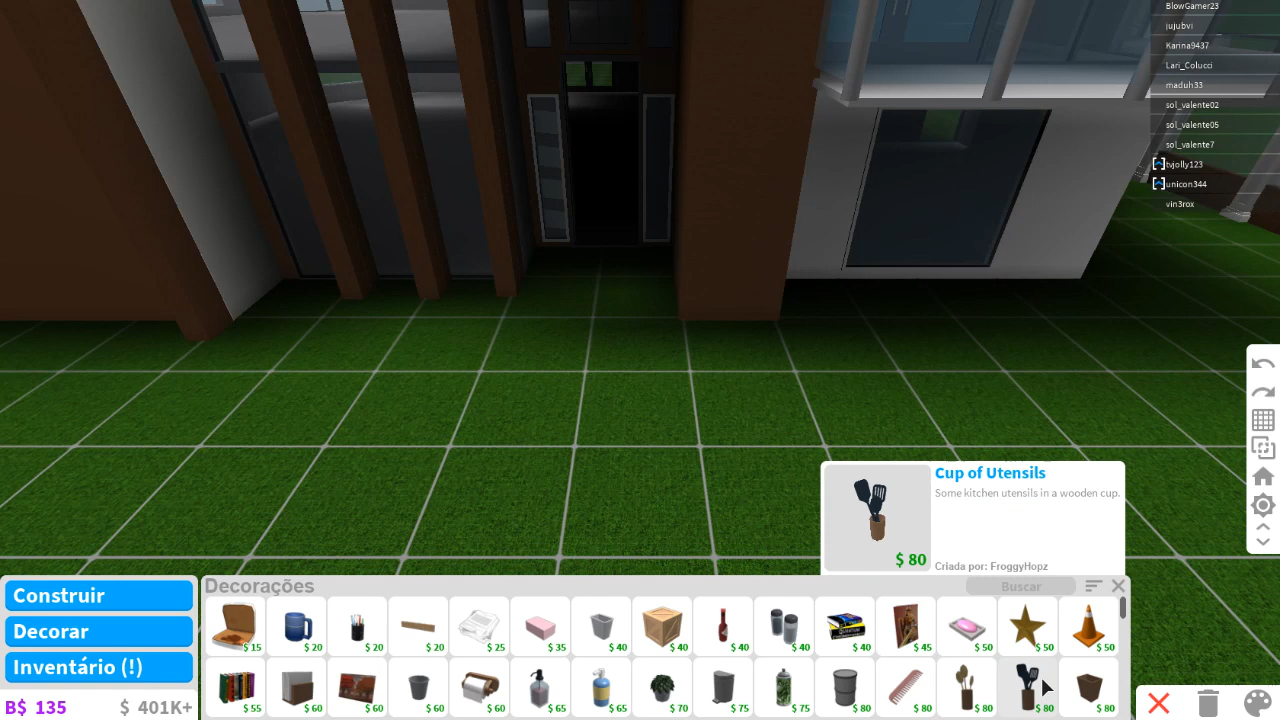 BlowGamer23
jujubvi
Karina9437
Lari_Colucci
maduh33
sol_valente02
sol_valente05
sol_valente7
tvjolly123
unicon344
vin3rox
Cup of Utensils
Some kitchen utensils in a wooden cup.
$ 80
Criada por: FroggyHopz
Decorações
Buscar
Construir
Decorar
Inventário (!)
B$ 135
$ 401K+
$ 15 $ 20 $ 20 $ 20 $ 25 $ 35 $ 40 $ 40 $ 40 $ 40 $ 40 $ 45 $ 50 $ 50 $ 50
$ 55 $ 60 $ 60 $ 60 $ 60 $ 65 $ 65 $ 70 $ 75 $ 75 $ 80 $ 80 $ 80 $ 80 $ 80